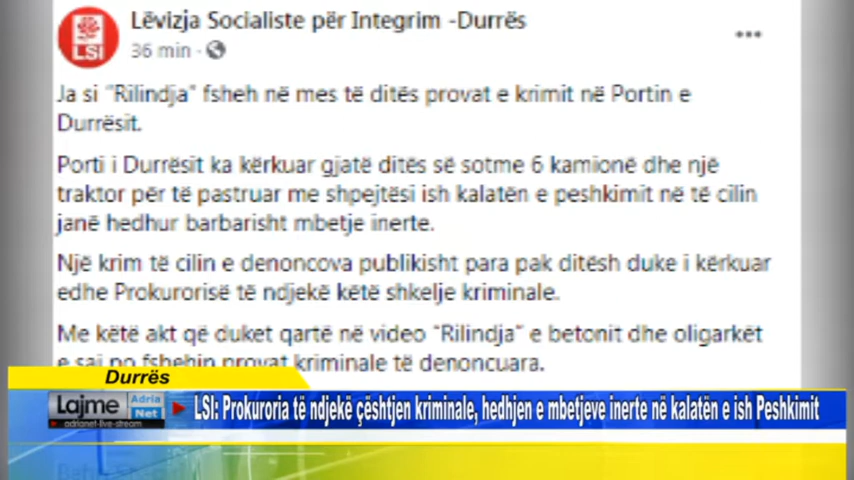 Lëvizja Socialiste për Integrim -Durrës
36 min ·
LSI
Ja si "Rilindja" fsheh në mes të ditës provat e krimit në Portin e
Durrësit.
Porti i Durrësit ka kërkuar gjatë ditës së sotme 6 kamionë dhe një
traktor për të pastruar me shpejtësi ish kalatën e peshkimit në të cilin
janë hedhur barbarisht mbetje inerte.
Një krim të cilin e denoncova publikisht para pak ditësh duke i kërkuar
edhe Prokurorisë të ndjekë këtë shkelje kriminale.
Me këtë akt që duket qartë në video "Rilindja" e betonit dhe oligarkët
e saj po fshehin provat kriminale të denoncuara.
Durrës
Lajme Adria Net
adrianet-live-stream
LSI: Prokuroria të ndjekë çështjen kriminale, hedhjen e mbetjeve inerte në kalatën e ish Peshkimit